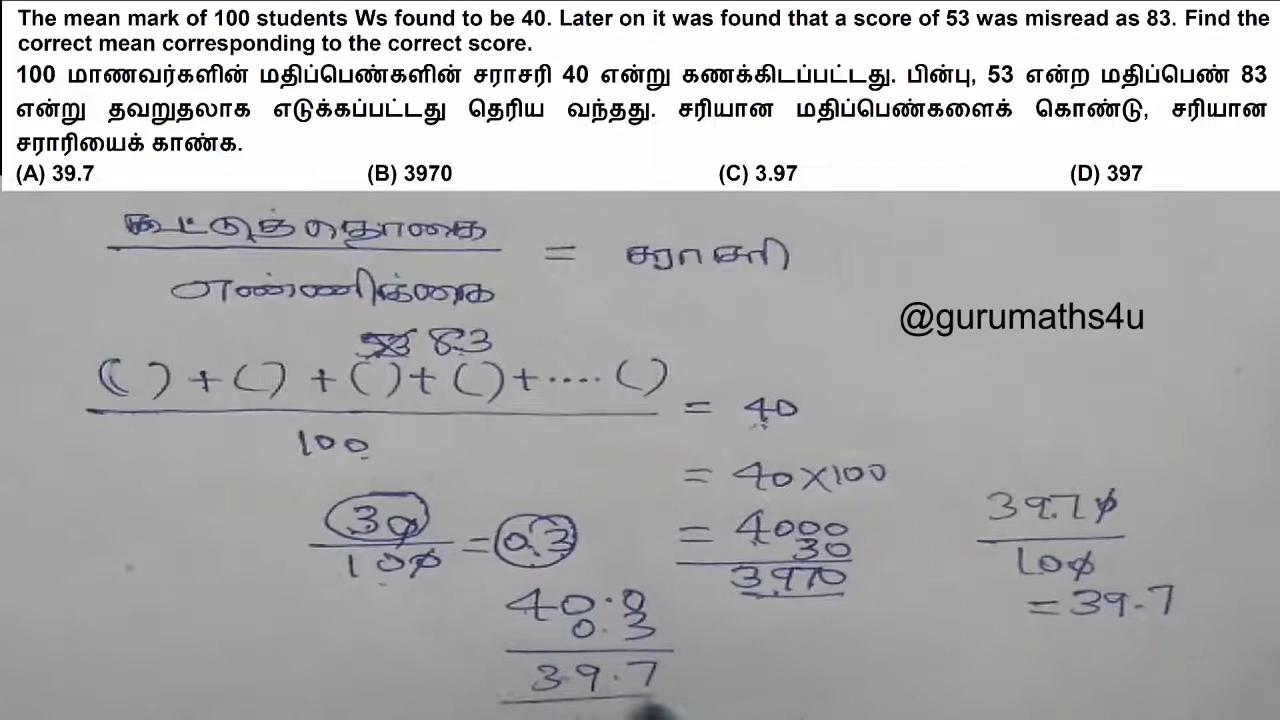 The mean mark of 100 students Ws found to be 40. Later on it was found that a score of 53 was misread as 83. Find the
correct mean corresponding to the correct score.
100 மாணவர்களின் மதிப்பெண்களின் சராசரி 40 என்று கணக்கிடப்பட்டது. பின்பு, 53 என்ற மதிப்பெண் 83
என்று தவறுதலாக எடுக்கப்பட்டது தெரிய வந்தது. சரியான மதிப்பெண்களைக் கொண்டு, சரியான
சராரியைக் காண்க.
(A) 39.7 (B) 3970 (C) 3.97 (D) 397
கூட்டுத்தொகை
= சராசரி
எண்ணிக்கை
@gurumaths4u
53 83
( ) + ( ) + ( ) + ( ) + .... ( )
= 40
100
= 40×100
30
100
= 0.3
= 4000
30
3970
3970
100
= 39.7
40.0
0.3
39.7